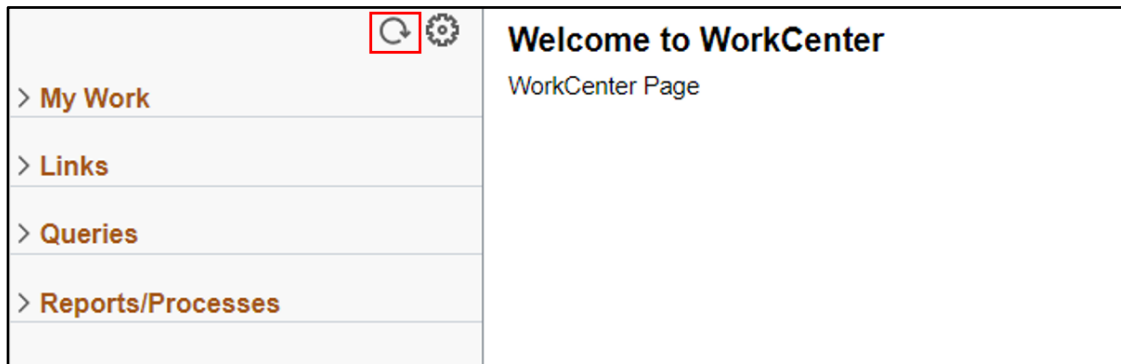 My Work
Links
Queries
Reports/Processes
Welcome to WorkCenter
WorkCenter Page